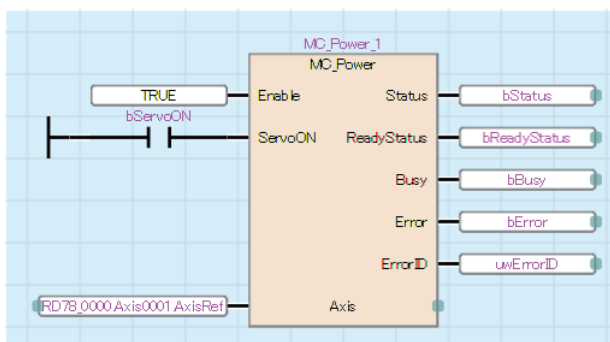 MC_Power_1
MC_Power
TRUE Enable Status bStatus
bServoON
ServoON ReadyStatus bReadyStatus
Busy bBusy
Error bError
ErrorID uwErrorID
RD78_0000.Axis0001.AxisRef Axis